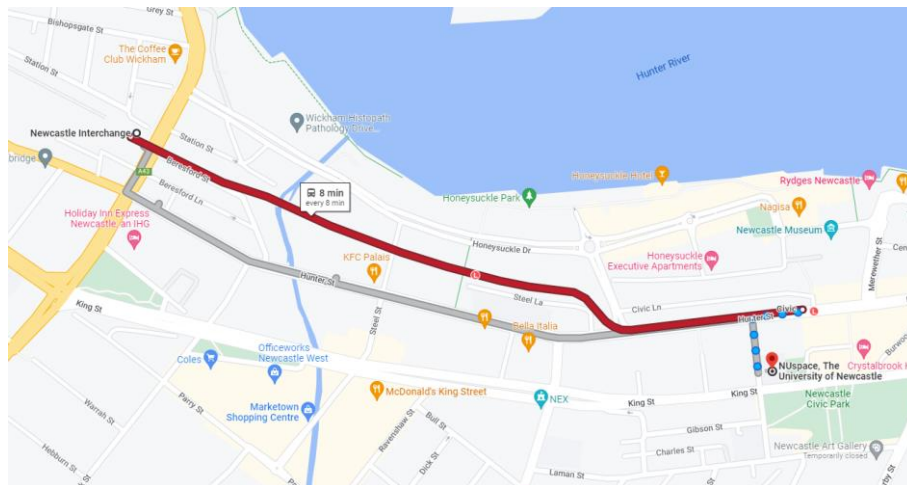 Grey St
Bishopsgate St
The Coffee
Club Wickham
Station St
Hunter River
Wickham Histopath
Pathology
Newcastle Interchange
Station St
bridge
Beresford St
A43
Beresford Ln
8 min
every 8 min
Honeysuckle Hotel
Honeysuckle Park
Rydges Newcastle
Nagisa
Newcastle Museum
Merewether St
Holiday Inn Express
Newcastle, an IHG
Honeysuckle Dr
KFC Palais
Honeysuckle
Executive Apartments
Hunter St
Steel La
Civic Ln
Civic
Hunter St
King St
Steel St
Bella Italia
Officeworks
Newcastle West
Coles
NUspace, The
University of Newcastle
Crystalbrook
McDonald's King Street
NEX
King St
King St
Newcastle
Civic Park
Marketown
Shopping Centre
Parry St
Warrah St
Ravenshaw St
Bull St
Gibson St
Charles St
Newcastle Art Gallery
Temporarily closed
Hebburn St
Dick St
Laman St